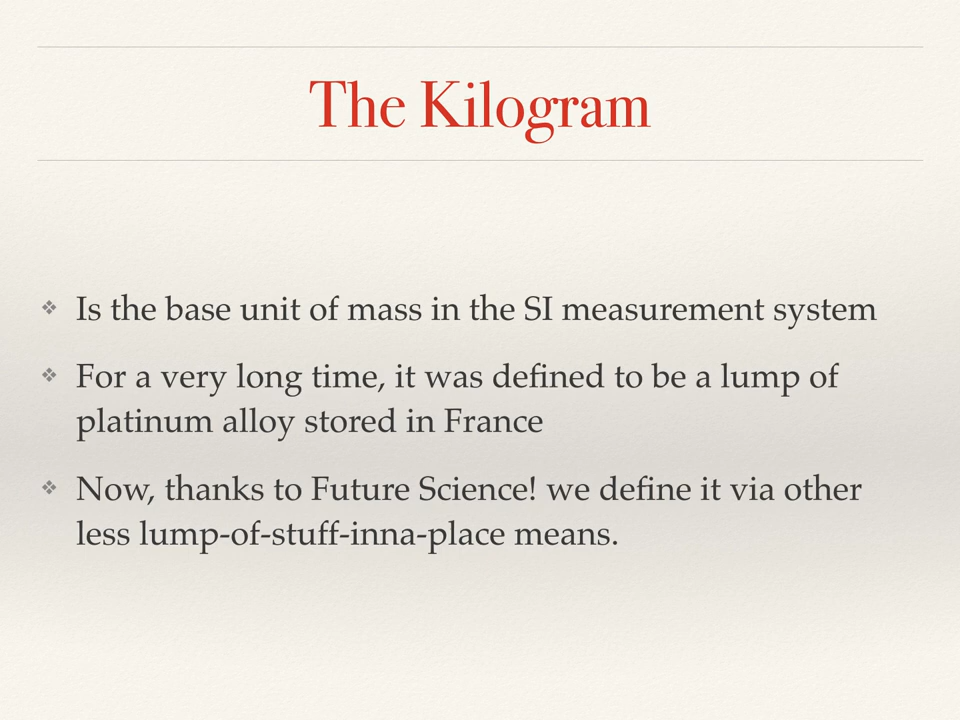 The Kilogram
Is the base unit of mass in the SI measurement system
For a very long time, it was defined to be a lump of
platinum alloy stored in France
Now, thanks to Future Science! we define it via other
less lump-of-stuff-inna-place means.